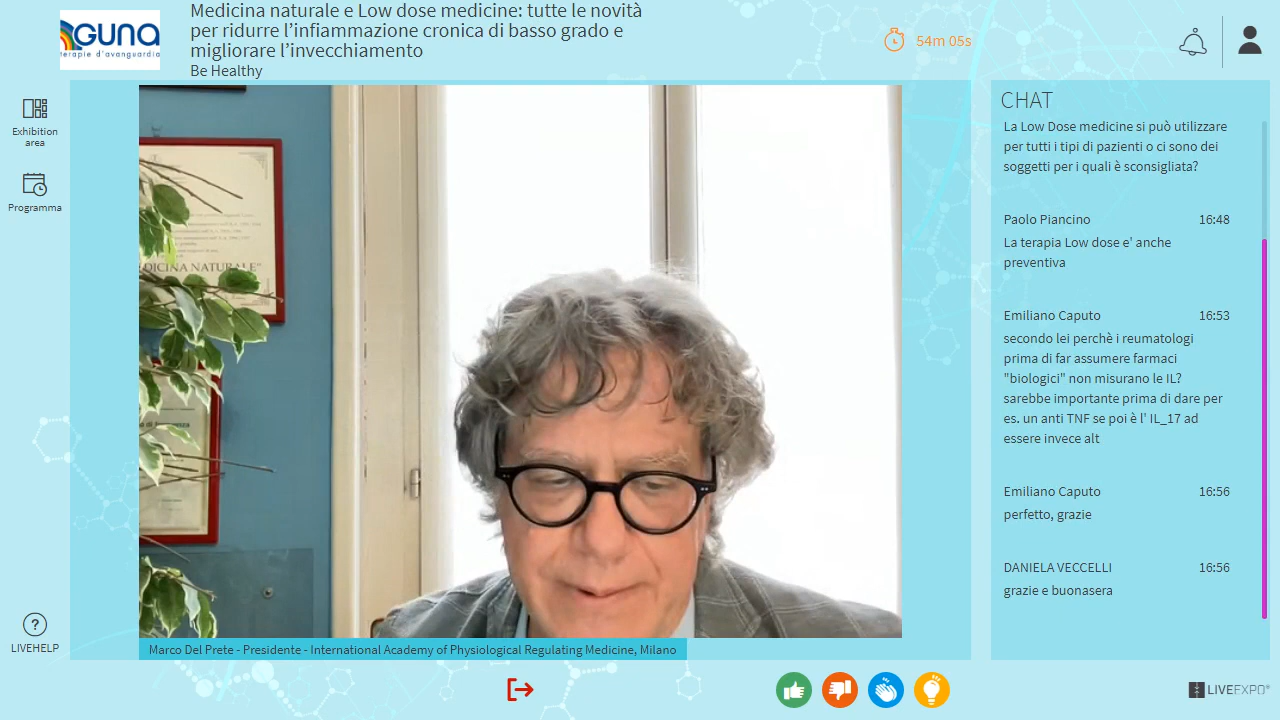 GUNA
terapie d'avanguardia
Medicina naturale e Low dose medicine: tutte le novità
per ridurre l'infiammazione cronica di basso grado e
migliorare l'invecchiamento
Be Healthy
54m 05s
Exhibition
area
Programma
LIVEHELP
DICINA NATURALE"
Marco Del Prete - Presidente - International Academy of Physiological Regulating Medicine, Milano
CHAT
La Low Dose medicine si può utilizzare
per tutti i tipi di pazienti o ci sono dei
soggetti per i quali è sconsigliata?
Paolo Piancino 16:48
La terapia Low dose e' anche
preventiva
Emiliano Caputo 16:53
secondo lei perchè i reumatologi
prima di far assumere farmaci
"biologici" non misurano le IL?
sarebbe importante prima di dare per
es. un anti TNF se poi è l' IL_17 ad
essere invece alt
Emiliano Caputo 16:56
perfetto, grazie
DANIELA VECCELLI 16:56
grazie e buonasera
LIVEEXPO